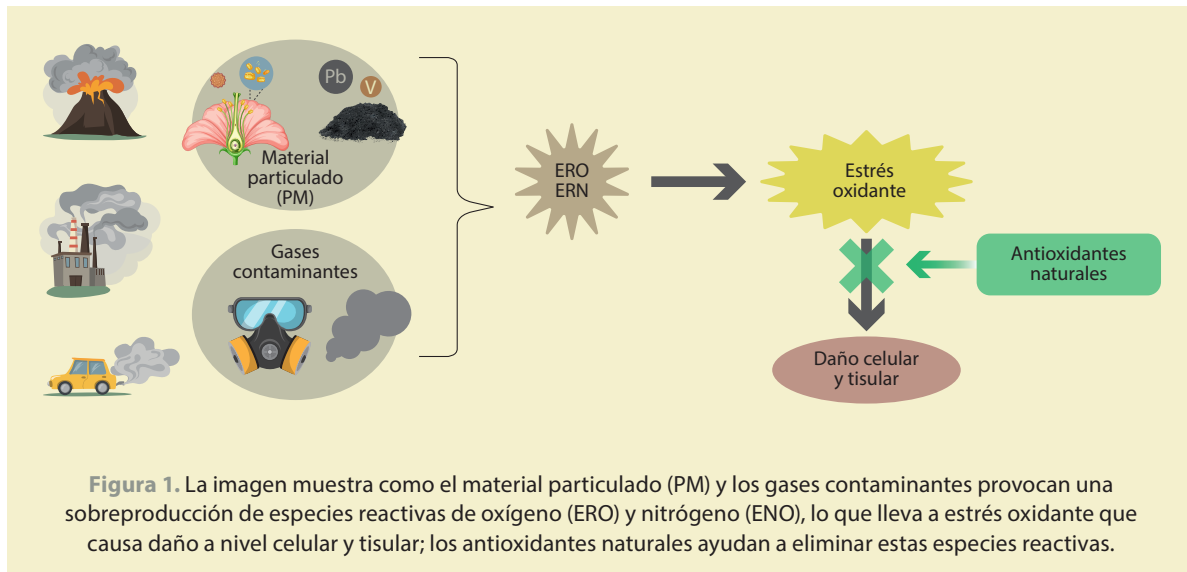 Pb
V
Material
particulado
(PM)
Gases
contaminantes
ERO
ERN
Estrés
oxidante
Antioxidantes
naturales
Daño celular
y tisular
Figura 1. La imagen muestra como el material particulado (PM) y los gases contaminantes provocan una
sobreproducción de especies reactivas de oxígeno (ERO) y nitrógeno (ENO), lo que lleva a estrés oxidante que
causa daño a nivel celular y tisular; los antioxidantes naturales ayudan a eliminar estas especies reactivas.